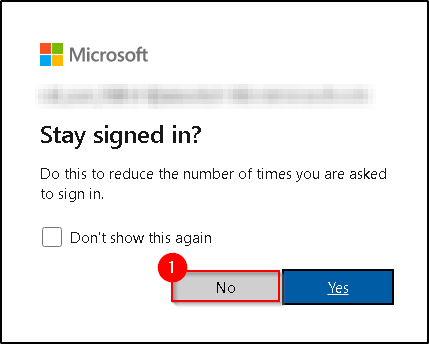 Microsoft
Stay signed in?
Do this to reduce the number of times you are asked
to sign in.
Don't show this again
1
No
Yes